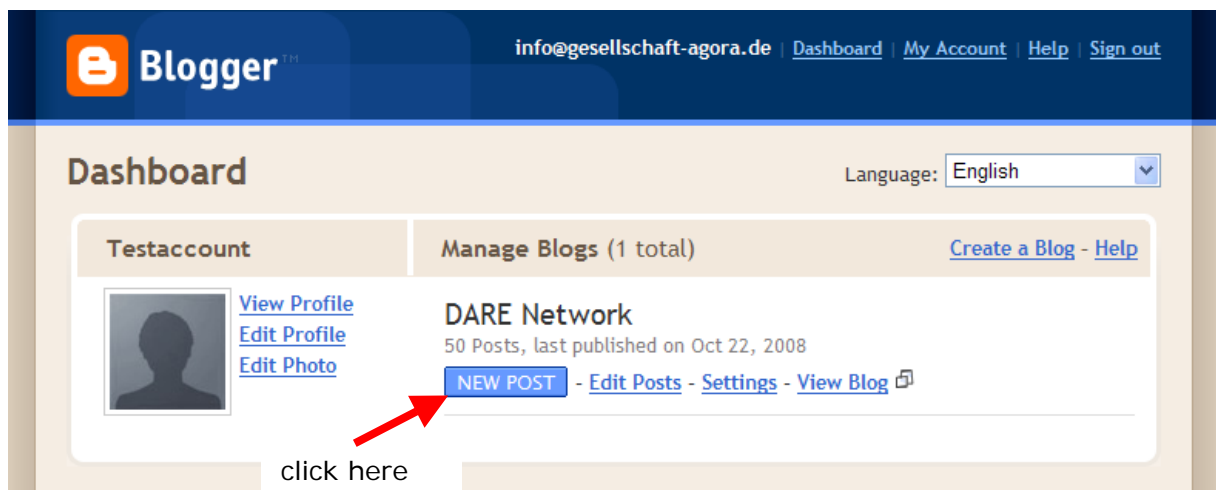 Blogger™
info@gesellschaft-agora.de | Dashboard | My Account | Help | Sign out
Dashboard
Language: English
Testaccount
Manage Blogs (1 total)
Create a Blog - Help
View Profile
Edit Profile
Edit Photo
DARE Network
50 Posts, last published on Oct 22, 2008
NEW POST - Edit Posts - Settings - View Blog
click here